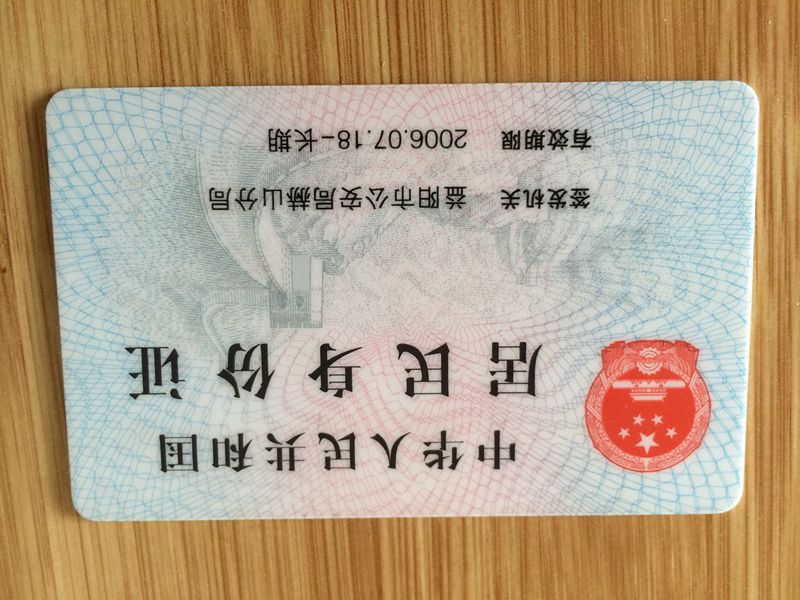 中华人民共和国
居民身份证
签发机关 益阳市公安局赫山分局
有效期限 2006.07.18-长期